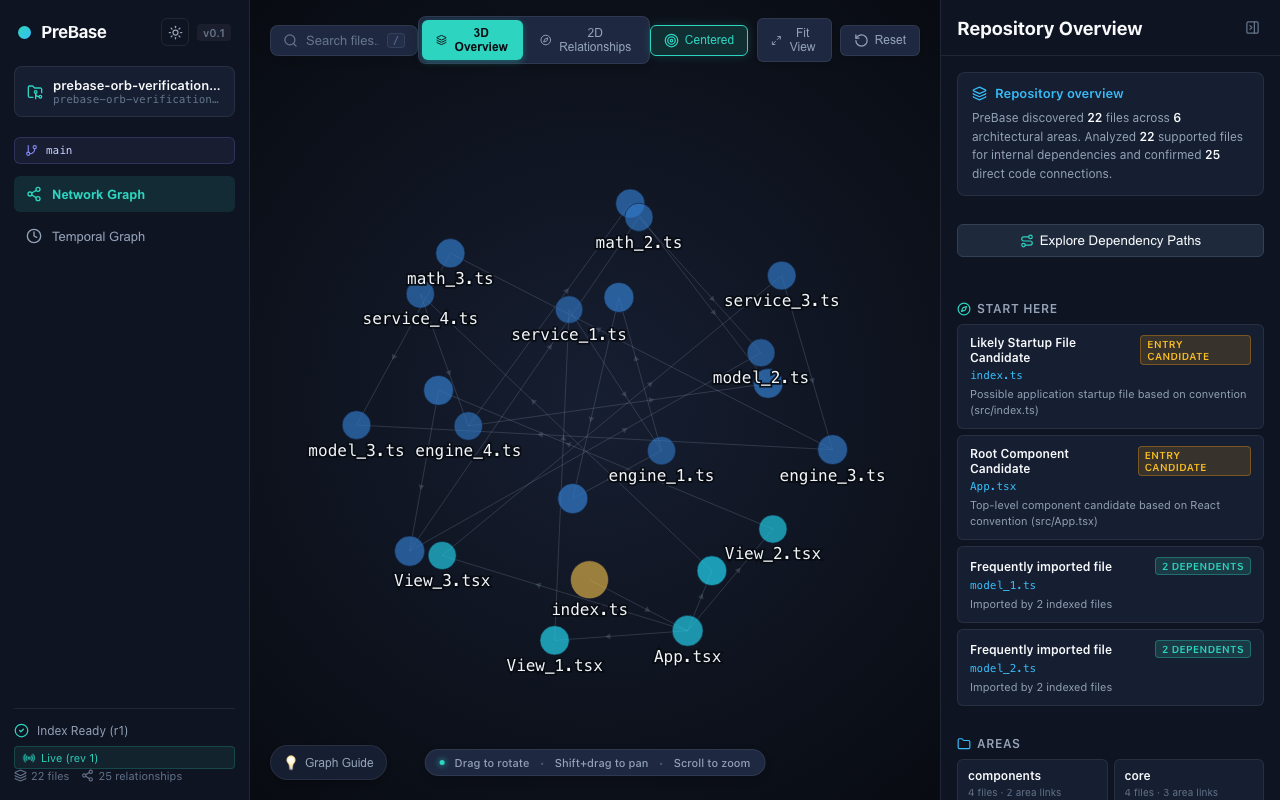 PreBase
v0.1
prebase-orb-verification...
prebase-orb-verification…
main
Network Graph
Temporal Graph
Index Ready (r1)
Live (rev 1)
22 files
25 relationships
Search files.
/
3D
Overview
2D
Relationships
Centered
Fit
View
Reset
math_2.ts
math_3.ts
service_3.ts
service_4.ts
service_1.ts
model_2.ts
model_3.ts
engine_4.ts
engine_1.ts
engine_3.ts
View_2.tsx
View_3.tsx
index.ts
View_1.tsx
App.tsx
Graph Guide
Drag to rotate · Shift+drag to pan · Scroll to zoom
Repository Overview
Repository overview
PreBase discovered 22 files across 6
architectural areas. Analyzed 22 supported files
for internal dependencies and confirmed 25
direct code connections.
Explore Dependency Paths
START HERE
Likely Startup File
Candidate
ENTRY
CANDIDATE
index.ts
Possible application startup file based on convention
(src/index.ts)
Root Component
Candidate
ENTRY
CANDIDATE
App.tsx
Top-level component candidate based on React
convention (src/App.tsx)
Frequently imported file
2 DEPENDENTS
model_1.ts
Imported by 2 indexed files
Frequently imported file
2 DEPENDENTS
model_2.ts
Imported by 2 indexed files
AREAS
components
4 files · 2 area links
core
4 files · 3 area links